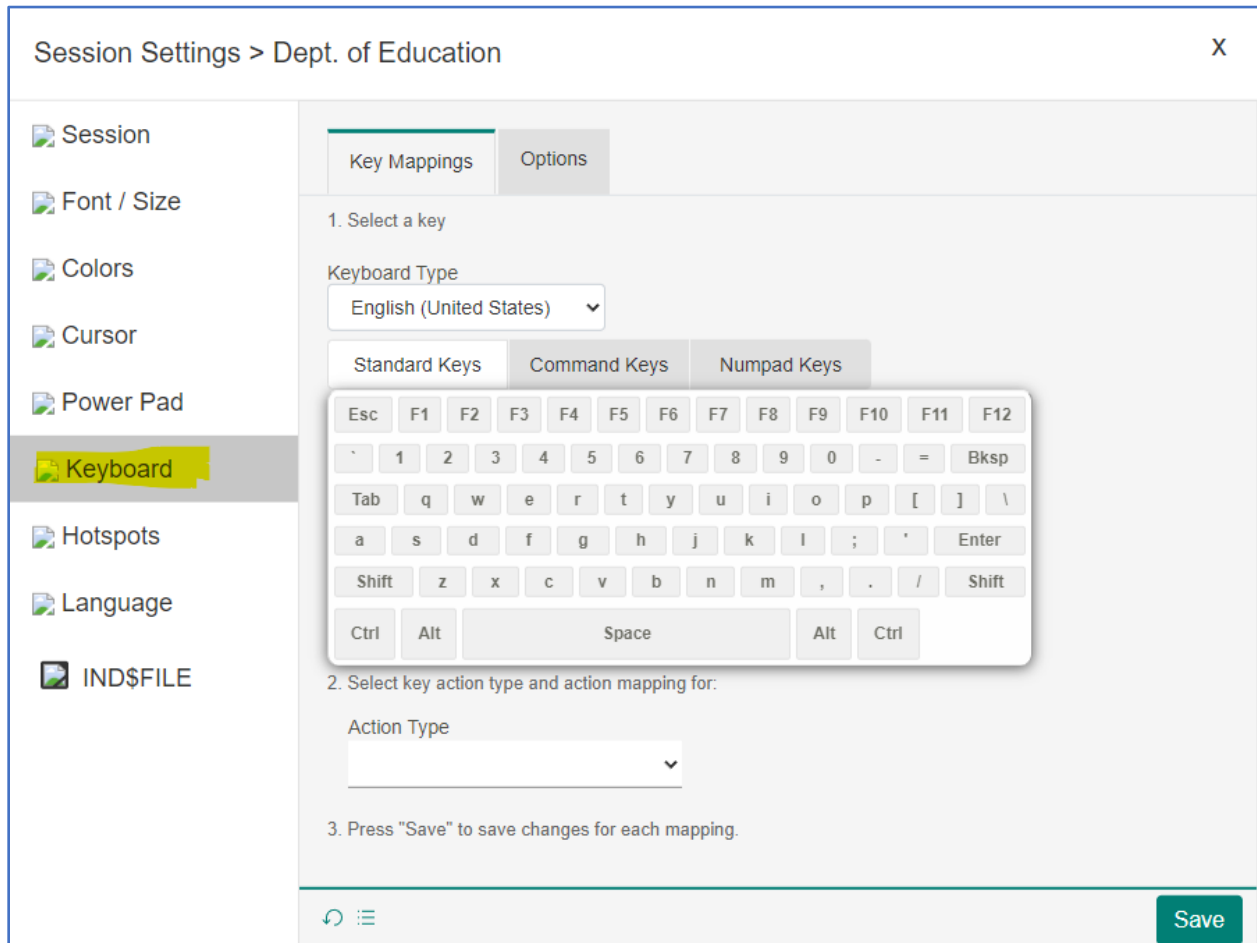 Session Settings > Dept. of Education X
Session
Font / Size
Colors
Cursor
Power Pad
Keyboard
Hotspots
Language
IND$FILE
Key Mappings Options
1. Select a key
Keyboard Type
English (United States)
Standard Keys Command Keys Numpad Keys
Esc F1 F2 F3 F4 F5 F6 F7 F8 F9 F10 F11 F12
` 1 2 3 4 5 6 7 8 9 0 - = Bksp
Tab q w e r t y u i o p [ ] \
a s d f g h j k l ; ' Enter
Shift z x c v b n m , . / Shift
Ctrl Alt Space Alt Ctrl
2. Select key action type and action mapping for:
Action Type
3. Press "Save" to save changes for each mapping.
Save